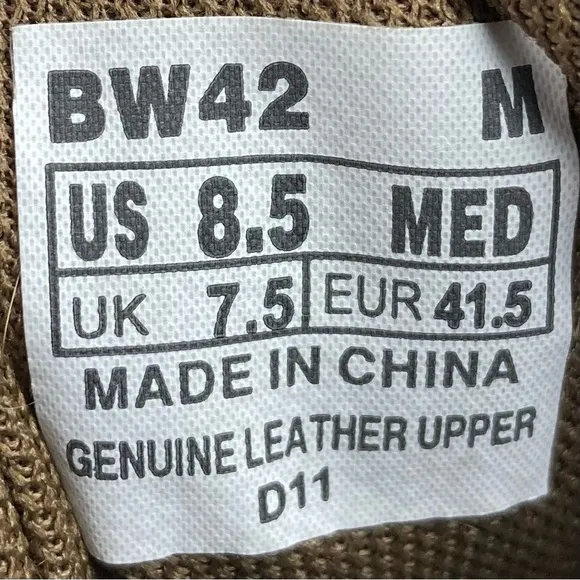 BW42 M
US 8.5 MED
UK 7.5 EUR 41.5
MADE IN CHINA
GENUINE LEATHER UPPER
D11